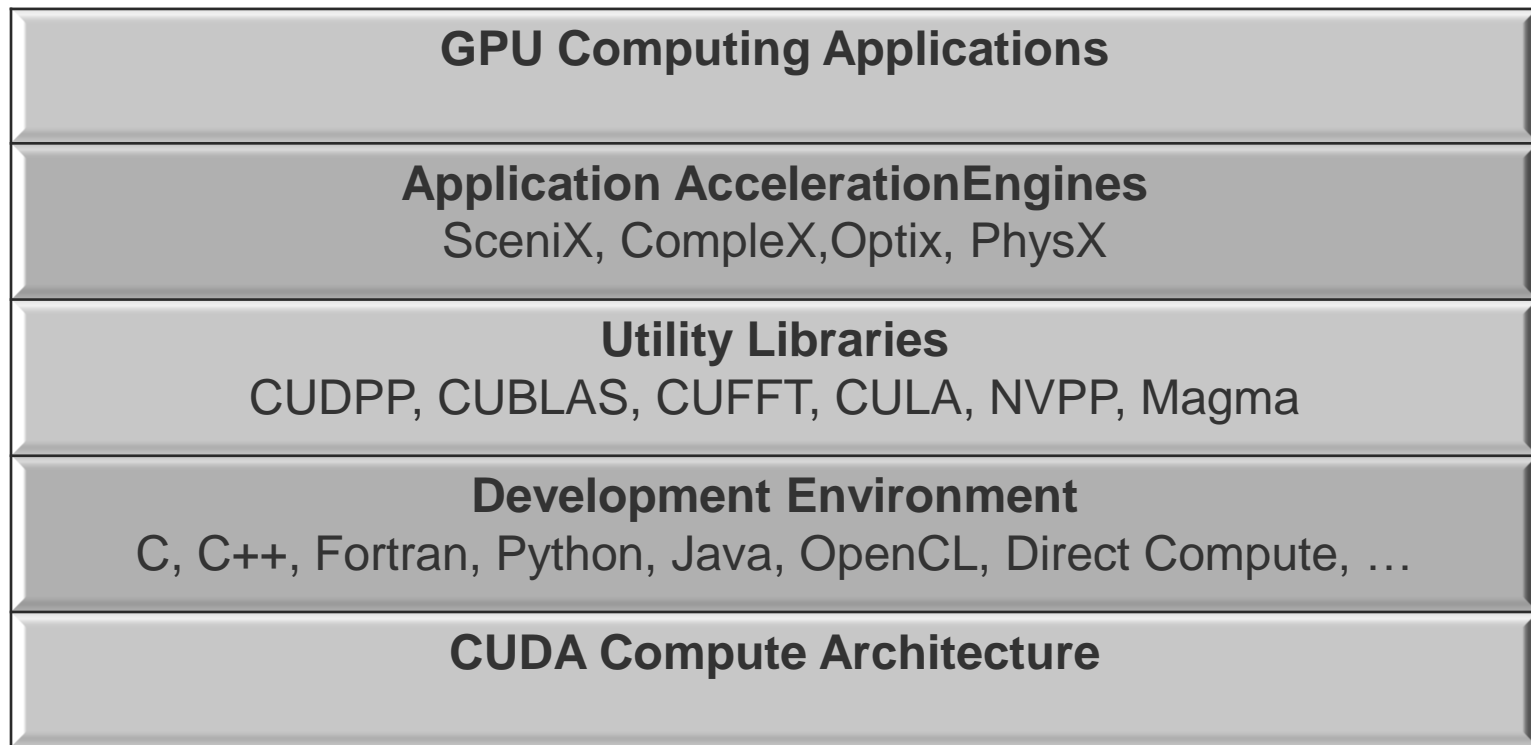 GPU Computing Applications
Application AccelerationEngines
SceniX, CompleX,Optix, PhysX
Utility Libraries
CUDPP, CUBLAS, CUFFT, CULA, NVPP, Magma
Development Environment
C, C++, Fortran, Python, Java, OpenCL, Direct Compute, …
CUDA Compute Architecture